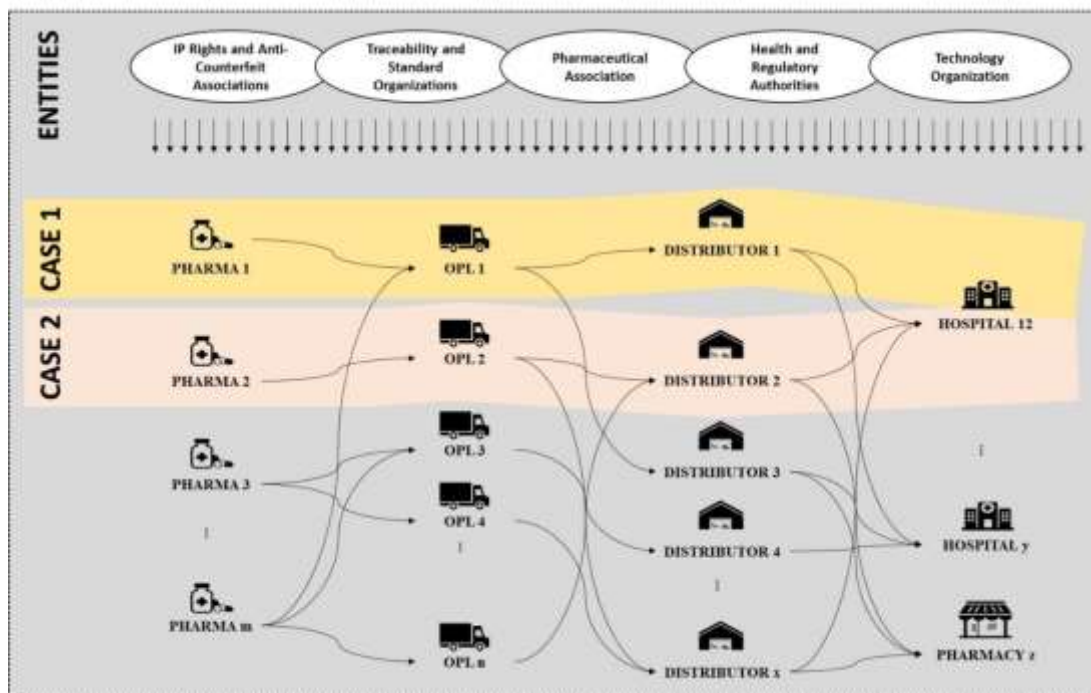 ENTITIES
IP Rights and Anti-
Counterfeit
Associations
Traceability and
Standard
Organizations
Pharmaceutical
Association
Health and
Regulatory
Authorities
Technology
Organization
CASE 1
PHARMA 1
OPL 1
DISTRIBUTOR 1
HOSPITAL 12
CASE 2
PHARMA 2
OPL 2
DISTRIBUTOR 2
PHARMA 3
OPL 3
DISTRIBUTOR 3
OPL 4
DISTRIBUTOR 4
HOSPITAL y
PHARMA m
OPL n
DISTRIBUTOR x
PHARMACY z